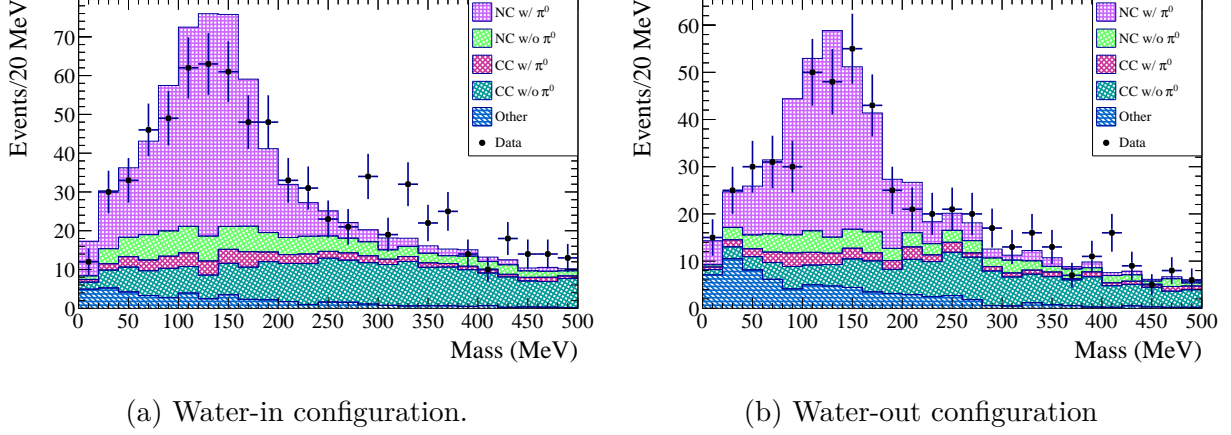 Events/20 MeV
70
60
50
40
30
20
10
0
0 50 100 150 200 250 300 350 400 450 500
Mass (MeV)
NC w/ π⁰
NC w/o π⁰
CC w/ π⁰
CC w/o π⁰
Other
Data
(a) Water-in configuration.
Events/20 MeV
60
50
40
30
20
10
0
0 50 100 150 200 250 300 350 400 450 500
Mass (MeV)
NC w/ π⁰
NC w/o π⁰
CC w/ π⁰
CC w/o π⁰
Other
Data
(b) Water-out configuration